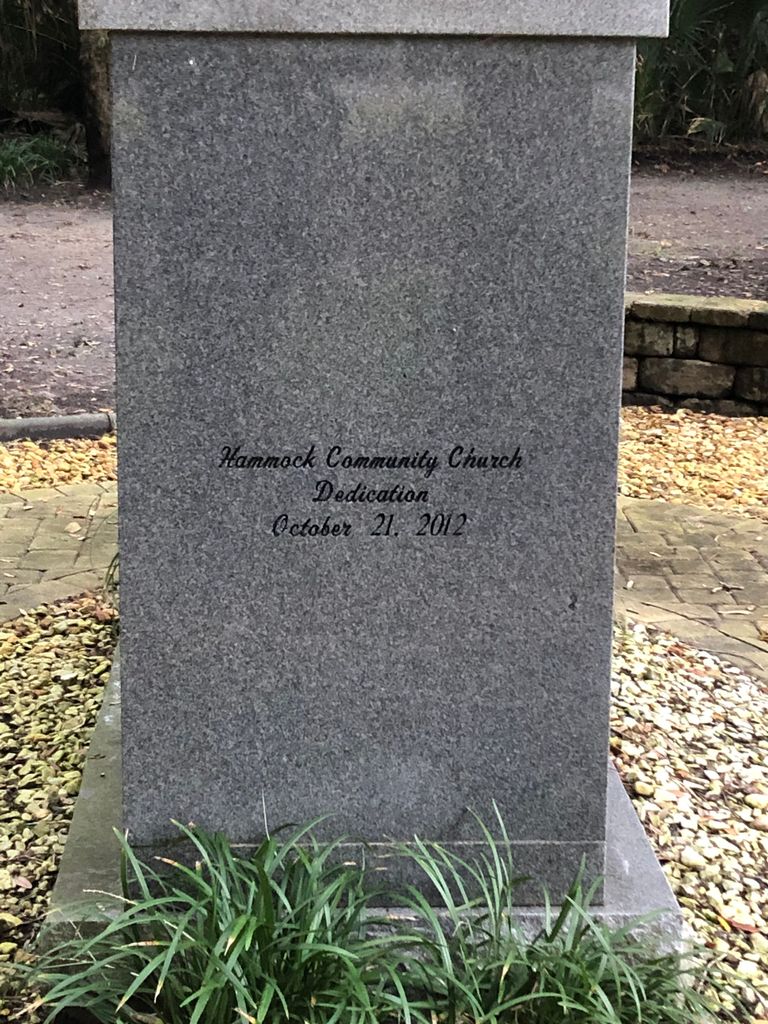 Hammock Community Church
Dedication
October 21, 2012